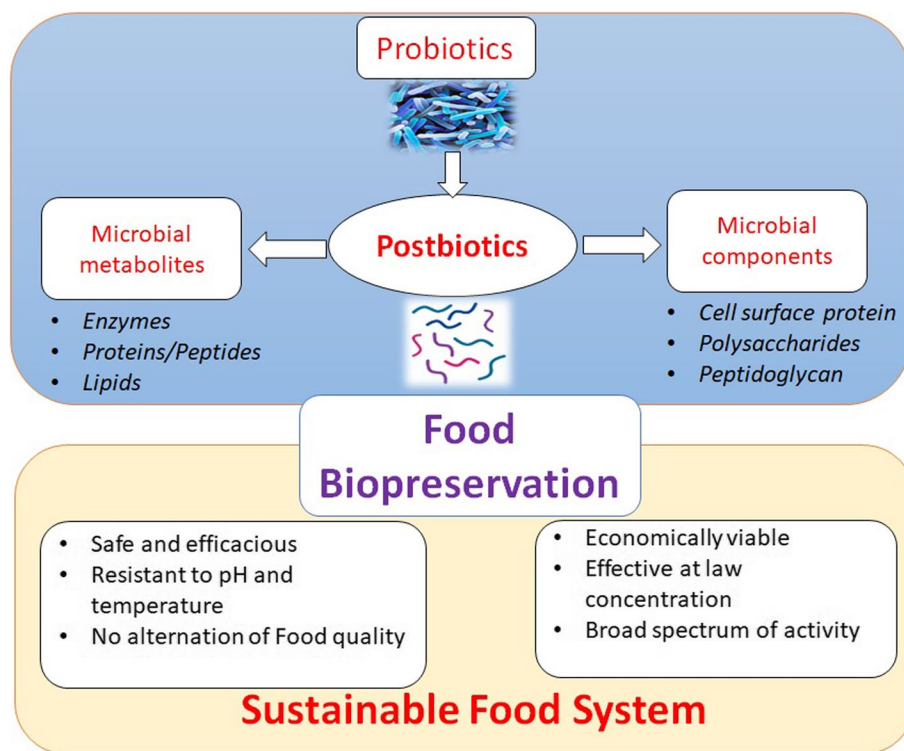 Probiotics
Microbial
metabolites
Postbiotics
Microbial
components
• Enzymes
• Proteins/Peptides
• Lipids
• Cell surface protein
• Polysaccharides
• Peptidoglycan
Food
Biopreservation
• Safe and efficacious
• Resistant to pH and
temperature
• No alternation of Food quality
• Economically viable
• Effective at law
concentration
• Broad spectrum of activity
Sustainable Food System